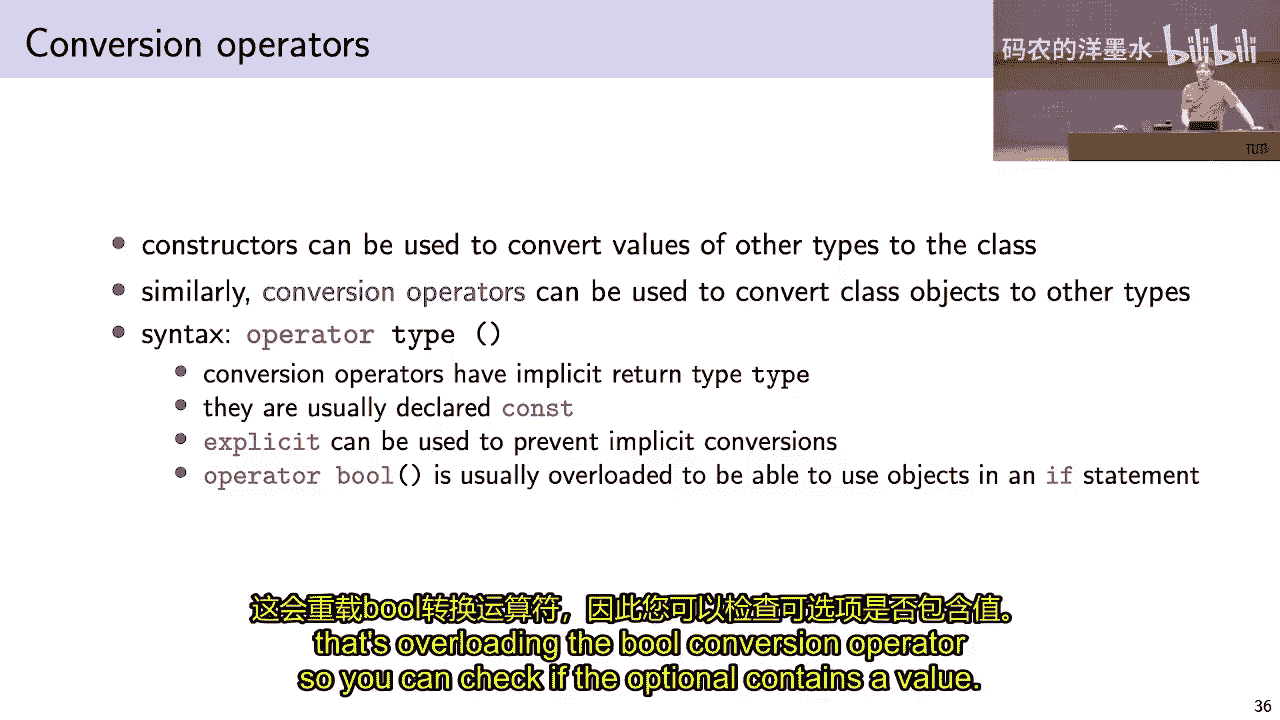 Conversion operators
码农的洋墨水 bilibili
TUM
• constructors can be used to convert values of other types to the class
• similarly, conversion operators can be used to convert class objects to other types
• syntax: operator type ()
• conversion operators have implicit return type type
• they are usually declared const
• explicit can be used to prevent implicit conversions
• operator bool() is usually overloaded to be able to use objects in an if statement
这会重载bool转换运算符，因此您可以检查可选项是否包含值。
that's overloading the bool conversion operator
so you can check if the optional contains a value.
36